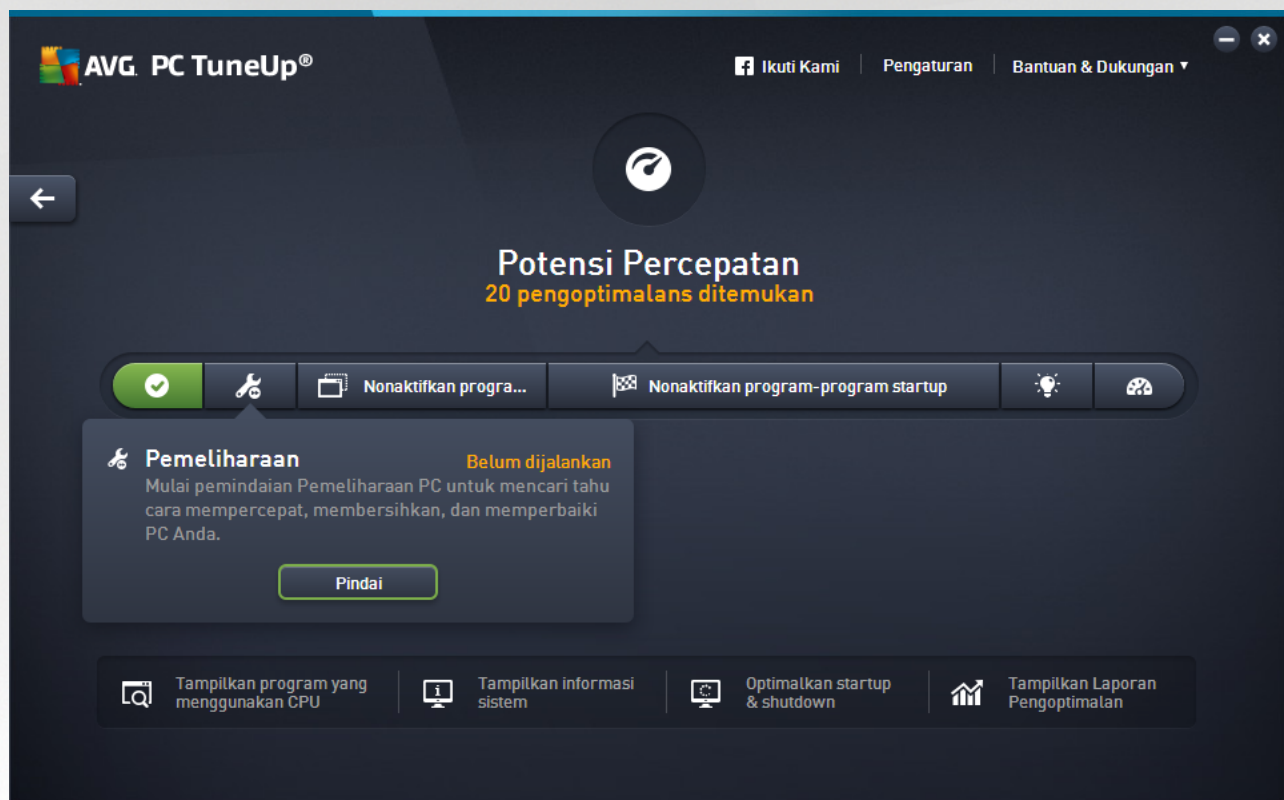 AVG. PC TuneUp®
Ikuti Kami
Pengaturan
Bantuan & Dukungan
Potensi Percepatan
20 pengoptimalans ditemukan
Nonaktifkan progra...
Nonaktifkan program-program startup
Pemeliharaan
Belum dijalankan
Mulai pemindaian Pemeliharaan PC untuk mencari tahu
cara mempercepat, membersihkan, dan memperbaiki
PC Anda.
Pindai
Tampilkan program yang
menggunakan CPU
Tampilkan informasi
sistem
Optimalkan startup
& shutdown
Tampilkan Laporan
Pengoptimalan